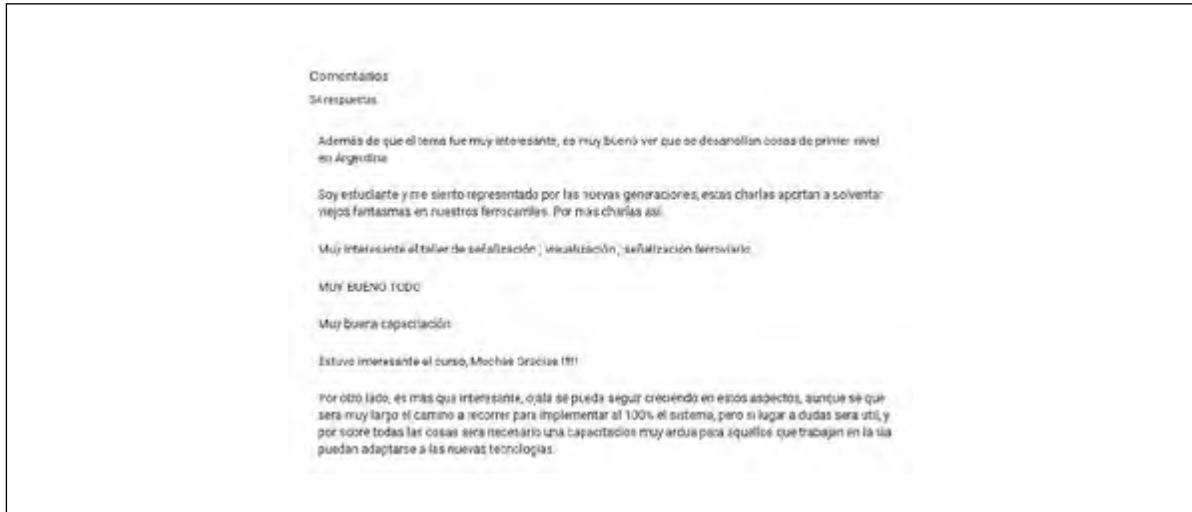 Comentarios
54 respuestas
Además de que el tema fue muy interesante, es muy bueno ver que se desarrollan cosas de primer nivel
en Argentina
Soy estudiante y me siento representado por las nuevas generaciones, estas charlas aportan a solventar
viejos fantasmas en nuestros ferrocarriles. Por más charlas así.
Muy interesante el taller de señalización , visualización , señalización ferroviario
MUY BUENO TODO
Muy buena capacitación
Estuvo interesante el curso, Muchas Gracias !!!!!
Por otro lado, es más que interesante, ojala se pueda seguir creciendo en estos aspectos, aunque se que
sera muy largo el camino a recorrer para implementar al 100% el sistema, pero si lugar a dudas sera util, y
por sobre todas las cosas sera necesario una capacitacion muy ardua para aquellos que trabajan en la via
puedan adaptarse a las nuevas tecnologias.